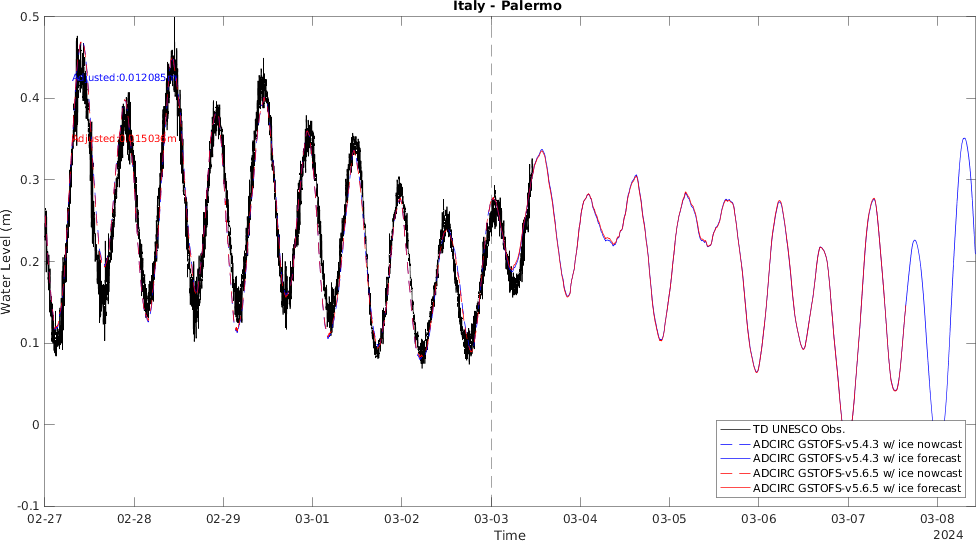 Italy - Palermo
0.5
0.4
0.3
0.2
0.1
0
-0.1
Water Level (m)
Adjusted:0.012085m
Adjusted:0.015036m
TD UNESCO Obs.
ADCIRC GSTOFS-v5.4.3 w/ ice nowcast
ADCIRC GSTOFS-v5.4.3 w/ ice forecast
ADCIRC GSTOFS-v5.6.5 w/ ice nowcast
ADCIRC GSTOFS-v5.6.5 w/ ice forecast
02-27 02-28 02-29 03-01 03-02 03-03 03-04 03-05 03-06 03-07 03-08
Time
2024